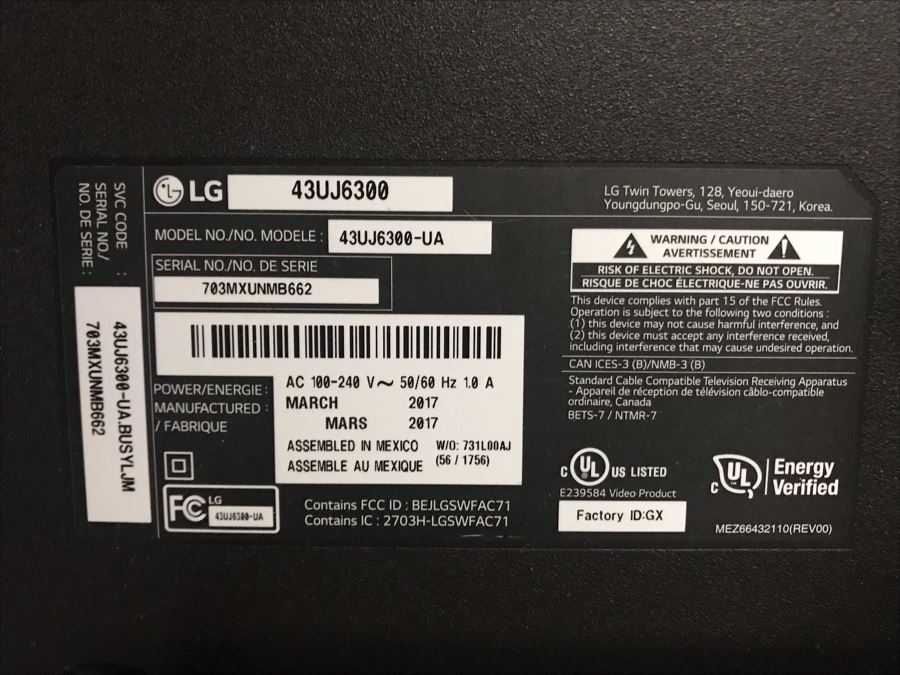 LG 43UJ6300
LG Twin Towers, 128, Yeoui-daero
Youngdungpo-Gu, Seoul, 150-721, Korea.
MODEL NO./NO. MODELE : 43UJ6300-UA
SERIAL NO./NO. DE SERIE
703MXUNMB662
POWER/ENERGIE : AC 100-240 V~ 50/60 Hz 1.0 A
MANUFACTURED : MARCH 2017
/ FABRIQUE MARS 2017
ASSEMBLED IN MEXICO W/O: 731L00AJ
ASSEMBLE AU MEXIQUE (56 / 1756)
FC LG
43UJ6300-UA
Contains FCC ID : BEJLGSWFAC71
Contains IC : 2703H-LGSWFAC71
WARNING / CAUTION
AVERTISSEMENT
RISK OF ELECTRIC SHOCK, DO NOT OPEN.
RISQUE DE CHOC ÉLECTRIQUE-NE PAS OUVRIR.
This device complies with part 15 of the FCC Rules.
Operation is subject to the following two conditions :
(1) this device may not cause harmful interference, and
(2) this device must accept any interference received,
including interference that may cause undesired operation.
CAN ICES-3 (B)/NMB-3 (B)
Standard Cable Compatible Television Receiving Apparatus
- Appareil de réception de télévision câblo-compatible
ordinaire, Canada
BETS-7 / NTMR-7
C UL US LISTED
E239584 Video Product
Factory ID:GX
C UL Energy
Verified
MEZ66432110(REV00)
SVC CODE : 43UJ6300-UA.BUSYLJM
SERIAL NO./
NO. DE SERIE : 703MXUNMB662